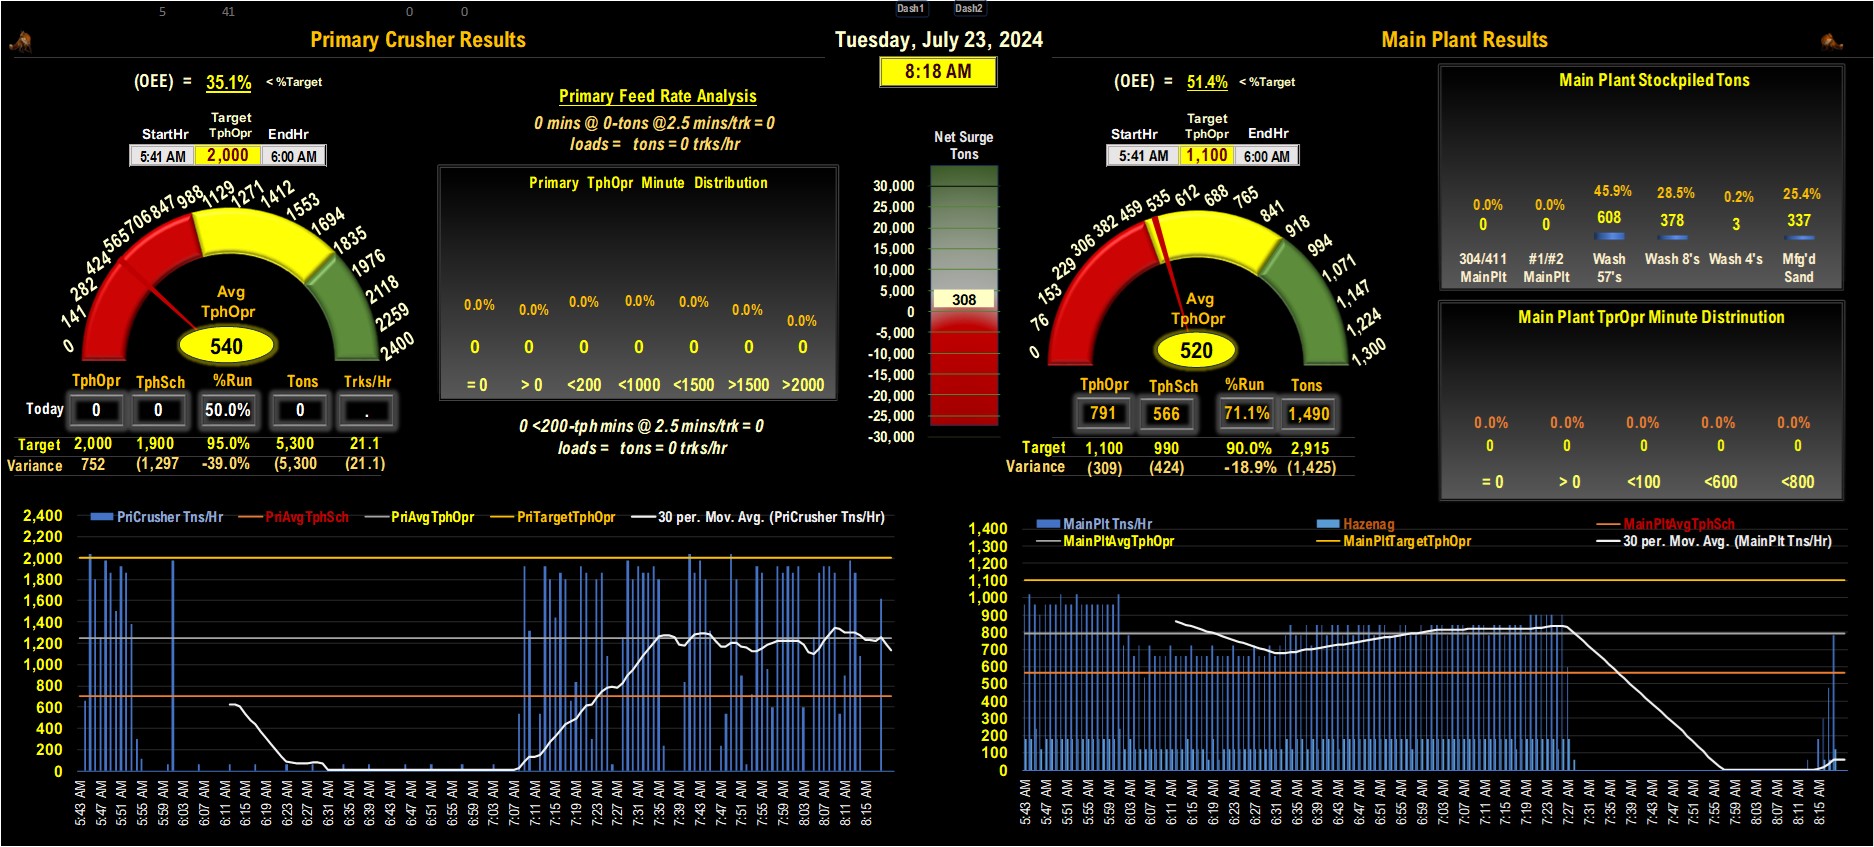 5 41 0 0 Dash1 Dash2
Primary Crusher Results
Tuesday, July 23, 2024
Main Plant Results
8:18 AM
(OEE) = 35.1% < %Target
Target
StartHr TphOpr EndHr
5:41 AM 2,000 6:00 AM
0 141 282 424 565 706 847 988 1129 1271 1412 1553 1694 1835 1976 2118 2259 2400
Avg
TphOpr
540
TphOpr TphSch %Run Tons Trks/Hr
Today 0 0 50.0% 0 .
Target 2,000 1,900 95.0% 5,300 21.1
Variance 752 (1,297 -39.0% (5,300 (21.1)
Primary Feed Rate Analysis
0 mins @ 0-tons @2.5 mins/trk = 0
loads = tons = 0 trks/hr
Primary TphOpr Minute Distribution
0.0% 0.0% 0.0% 0.0% 0.0% 0.0% 0.0%
0 0 0 0 0 0 0
= 0 > 0 <200 <1000 <1500 >1500 >2000
0 <200-tph mins @ 2.5 mins/trk = 0
loads = tons = 0 trks/hr
Net Surge
Tons
30,000
25,000
20,000
15,000
10,000
5,000
308
0
-5,000
-10,000
-15,000
-20,000
-25,000
-30,000
(OEE) = 51.4% < %Target
Target
StartHr TphOpr EndHr
5:41 AM 1,100 6:00 AM
0 76 153 229 306 382 459 535 612 688 765 841 918 994 1,071 1,147 1,224 1,300
Avg
TphOpr
520
TphOpr TphSch %Run Tons
791 566 71.1% 1,490
Target 1,100 990 90.0% 2,915
Variance (309) (424) -18.9% (1,425)
Main Plant Stockpiled Tons
0.0% 0.0% 45.9% 28.5% 0.2% 25.4%
0 0 608 378 3 337
304/411 #1/#2 Wash Wash 8's Wash 4's Mfg'd
MainPlt MainPlt 57's Sand
Main Plant TprOpr Minute Distrinution
0.0% 0.0% 0.0% 0.0% 0.0%
0 0 0 0 0
= 0 > 0 <100 <600 <800
PriCrusher Tns/Hr PriAvgTphSch PriAvgTphOpr PriTargetTphOpr 30 per. Mov. Avg. (PriCrusher Tns/Hr)
2,400
2,200
2,000
1,800
1,600
1,400
1,200
1,000
800
600
400
200
0
5:43 AM 5:47 AM 5:51 AM 5:55 AM 5:59 AM 6:03 AM 6:07 AM 6:11 AM 6:15 AM 6:19 AM 6:23 AM 6:27 AM 6:31 AM 6:35 AM 6:39 AM 6:43 AM 6:47 AM 6:51 AM 6:55 AM 6:59 AM 7:03 AM 7:07 AM 7:11 AM 7:15 AM 7:19 AM 7:23 AM 7:27 AM 7:31 AM 7:35 AM 7:39 AM 7:43 AM 7:47 AM 7:51 AM 7:55 AM 7:59 AM 8:03 AM 8:07 AM 8:11 AM 8:15 AM
MainPlt Tns/Hr Hazenag MainPltAvgTphSch
MainPltAvgTphOpr MainPltTargetTphOpr 30 per. Mov. Avg. (MainPlt Tns/Hr)
1,400
1,300
1,200
1,100
1,000
900
800
700
600
500
400
300
200
100
0
5:43 AM 5:47 AM 5:51 AM 5:55 AM 5:59 AM 6:03 AM 6:07 AM 6:11 AM 6:15 AM 6:19 AM 6:23 AM 6:27 AM 6:31 AM 6:35 AM 6:39 AM 6:43 AM 6:47 AM 6:51 AM 6:55 AM 6:59 AM 7:03 AM 7:07 AM 7:11 AM 7:15 AM 7:19 AM 7:23 AM 7:27 AM 7:31 AM 7:35 AM 7:39 AM 7:43 AM 7:47 AM 7:51 AM 7:55 AM 7:59 AM 8:03 AM 8:07 AM 8:11 AM 8:15 AM